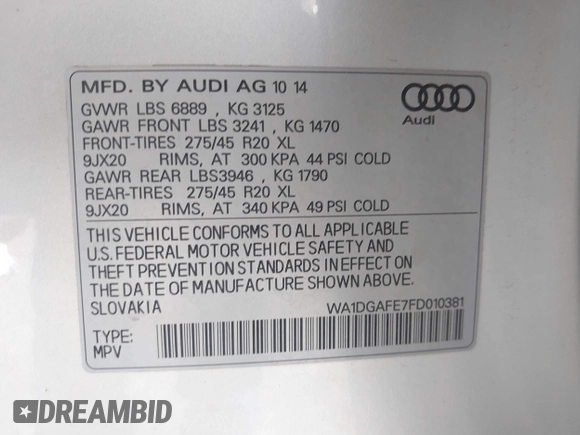 MFD. BY AUDI AG 10 14
GVWR LBS 6889 , KG 3125
GAWR FRONT LBS 3241 , KG 1470
FRONT-TIRES 275/45 R20 XL
9JX20 RIMS, AT 300 KPA 44 PSI COLD
GAWR REAR LBS3946 , KG 1790
REAR-TIRES 275/45 R20 XL
9JX20 RIMS, AT 340 KPA 49 PSI COLD
Audi
THIS VEHICLE CONFORMS TO ALL APPLICABLE
U.S. FEDERAL MOTOR VEHICLE SAFETY AND
THEFT PREVENTION STANDARDS IN EFFECT ON
THE DATE OF MANUFACTURE SHOWN ABOVE.
SLOVAKIA WA1DGAFE7FD010381
TYPE:
MPV
DREAMBID